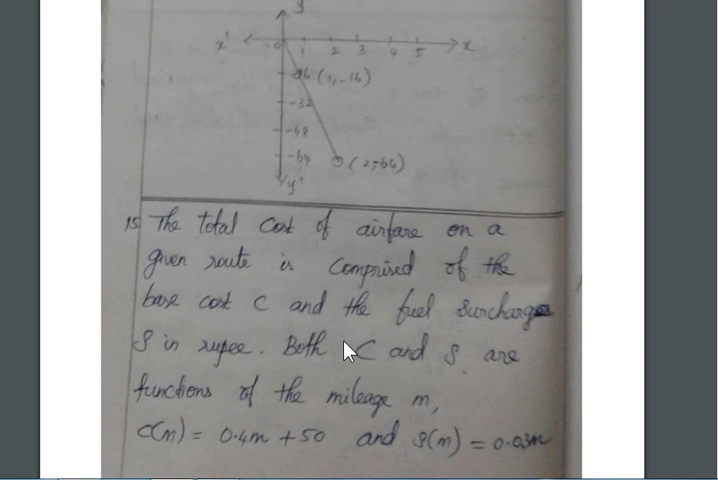 y
x' 0 1 2 3 4 5 x
-16 (1,-16)
-32
-48
-64 (2,-64)
y'
15 The total Cost of airfare on a
given route is comprised of the
base cost C and the fuel Surcharge
S in rupee. Both C and S are
functions of the mileage m,
C(m) = 0.4m + 50 and S(m) = 0.03m